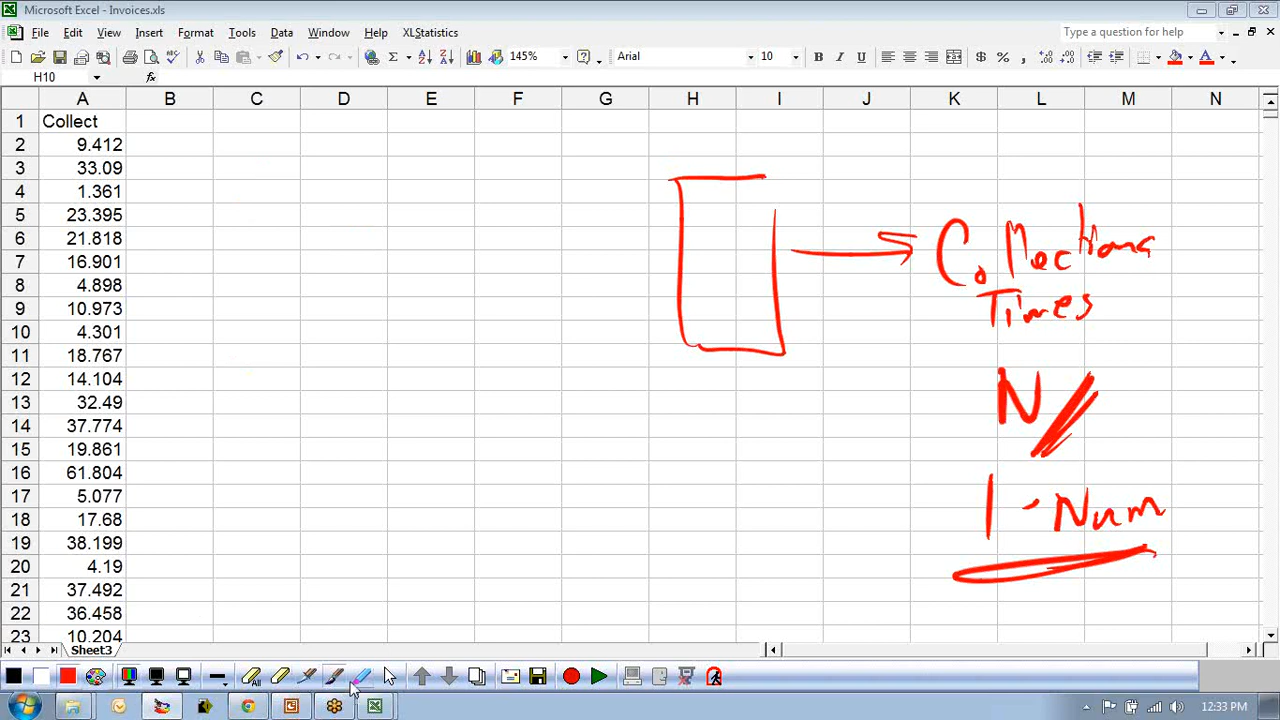 Microsoft Excel - Invoices.xls
File Edit View Insert Format Tools Data Window Help XLStatistics
Type a question for help
145%
Arial
10
B I U
$ % ,
H10
fx
A B C D E F G H I J K L M N
1 Collect
2 9.412
3 33.09
4 1.361
5 23.395
6 21.818
7 16.901
8 4.898
9 10.973
10 4.301
11 18.767
12 14.104
13 32.49
14 37.774
15 19.861
16 61.804
17 5.077
18 17.68
19 38.199
20 4.19
21 37.492
22 36.458
23 10.204
Collections
Times
N
1 - Num
Sheet3
12:33 PM